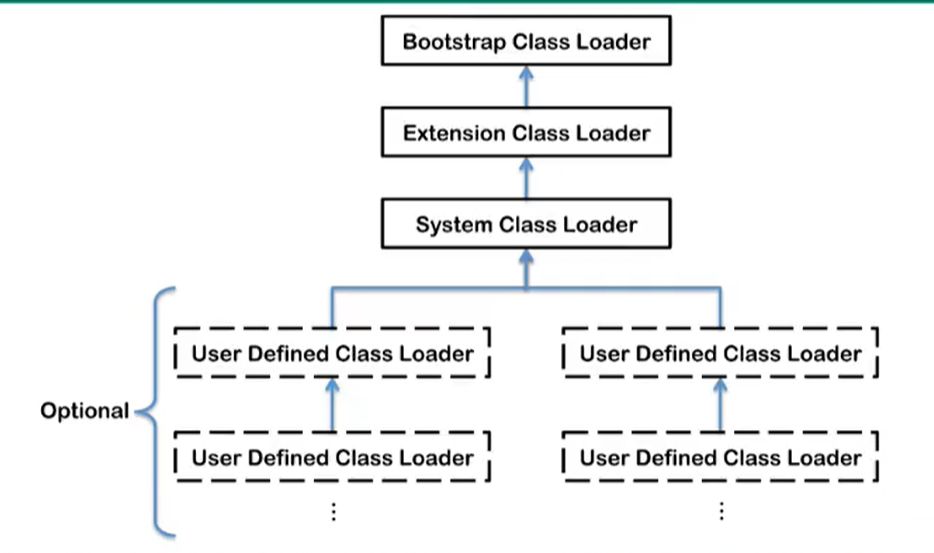 Bootstrap Class Loader
Extension Class Loader
System Class Loader
User Defined Class Loader
User Defined Class Loader
Optional
User Defined Class Loader
User Defined Class Loader